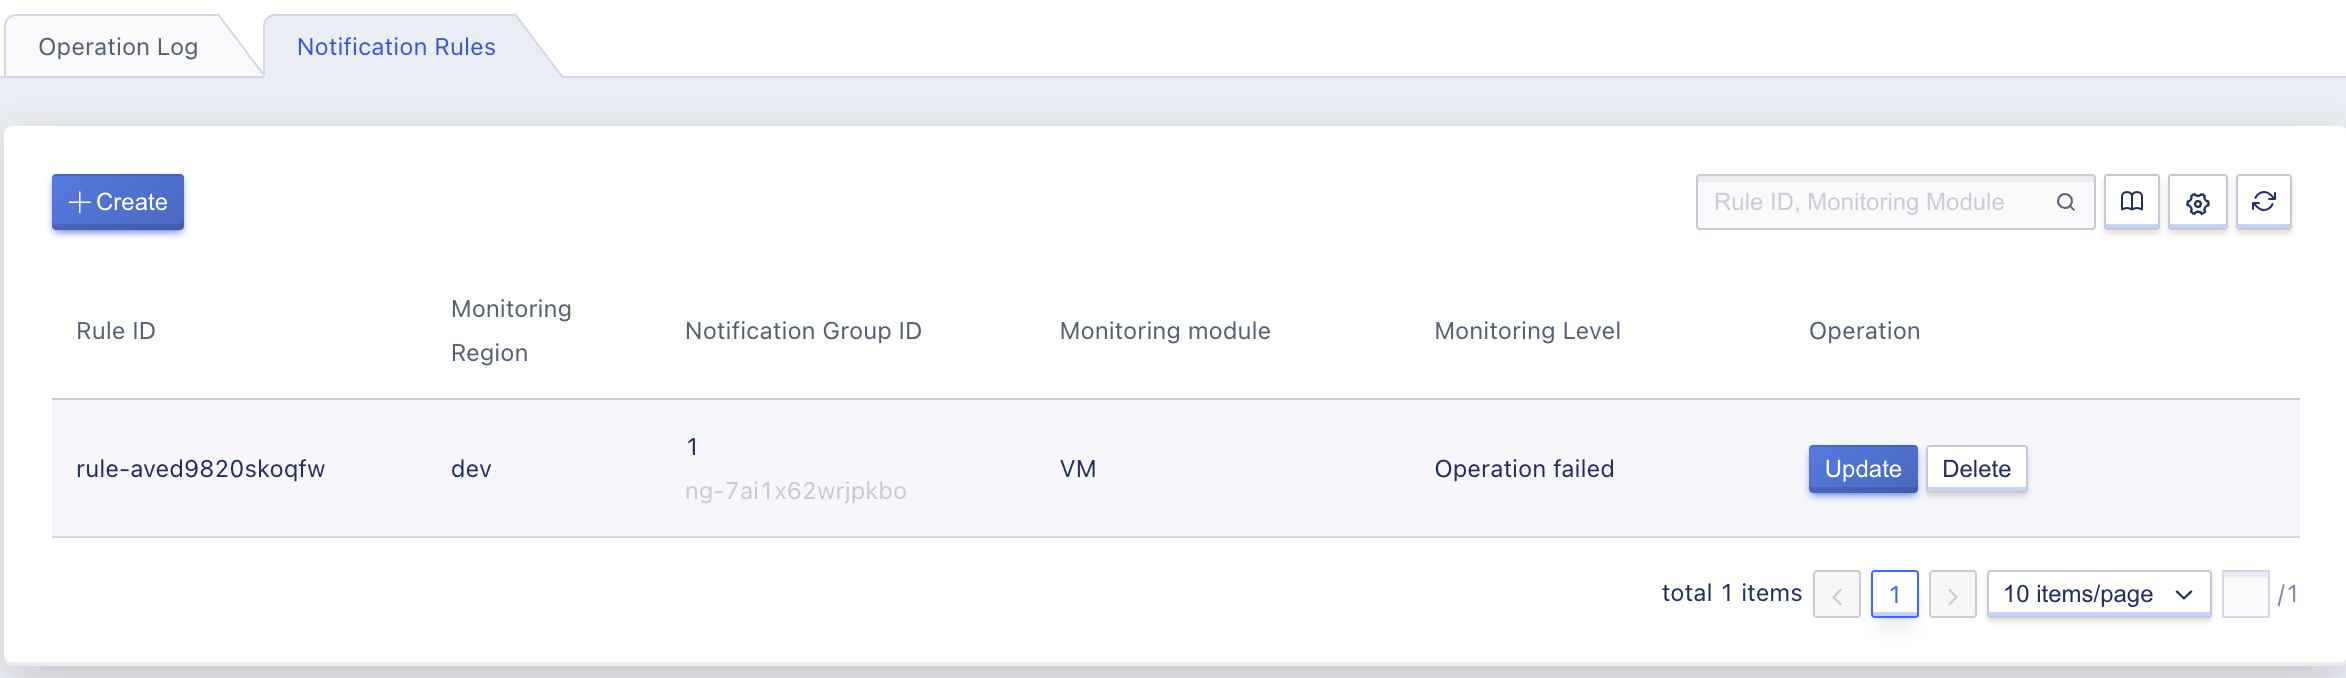 Operation Log
Notification Rules
Create
Rule ID, Monitoring Module
Rule ID
Monitoring
Region
Notification Group ID
Monitoring module
Monitoring Level
Operation
rule-aved9820skoqfw
dev
1
ng-7ai1x62wrjpkbo
VM
Operation failed
Update
Delete
total 1 items
1
10 items/page
/1